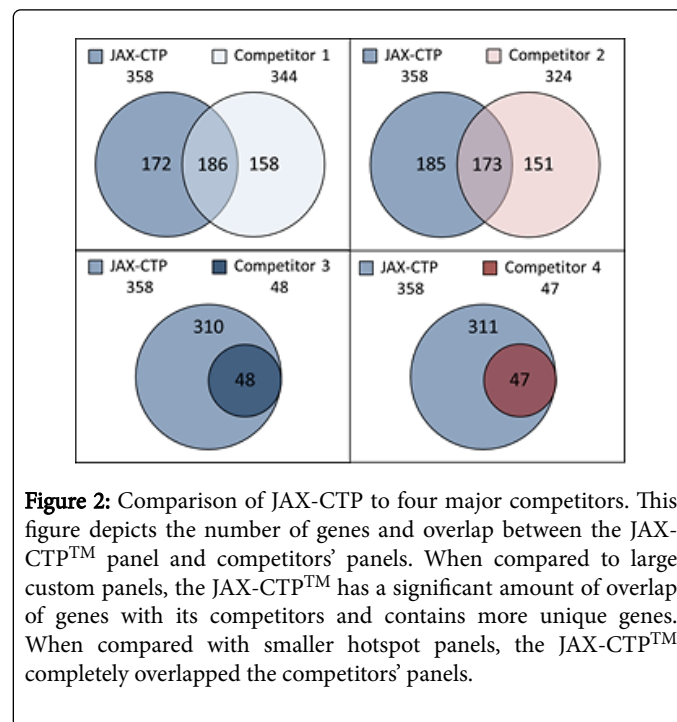 JAX-CTP Competitor 1
358 344
172 186 158
JAX-CTP Competitor 2
358 324
185 173 151
JAX-CTP Competitor 3
358 48
310
48
JAX-CTP Competitor 4
358 47
311
47
Figure 2: Comparison of JAX-CTP to four major competitors. This
figure depicts the number of genes and overlap between the JAX-
CTP™ panel and competitors' panels. When compared to large
custom panels, the JAX-CTP™ has a significant amount of overlap
of genes with its competitors and contains more unique genes.
When compared with smaller hotspot panels, the JAX-CTP™
completely overlapped the competitors' panels.